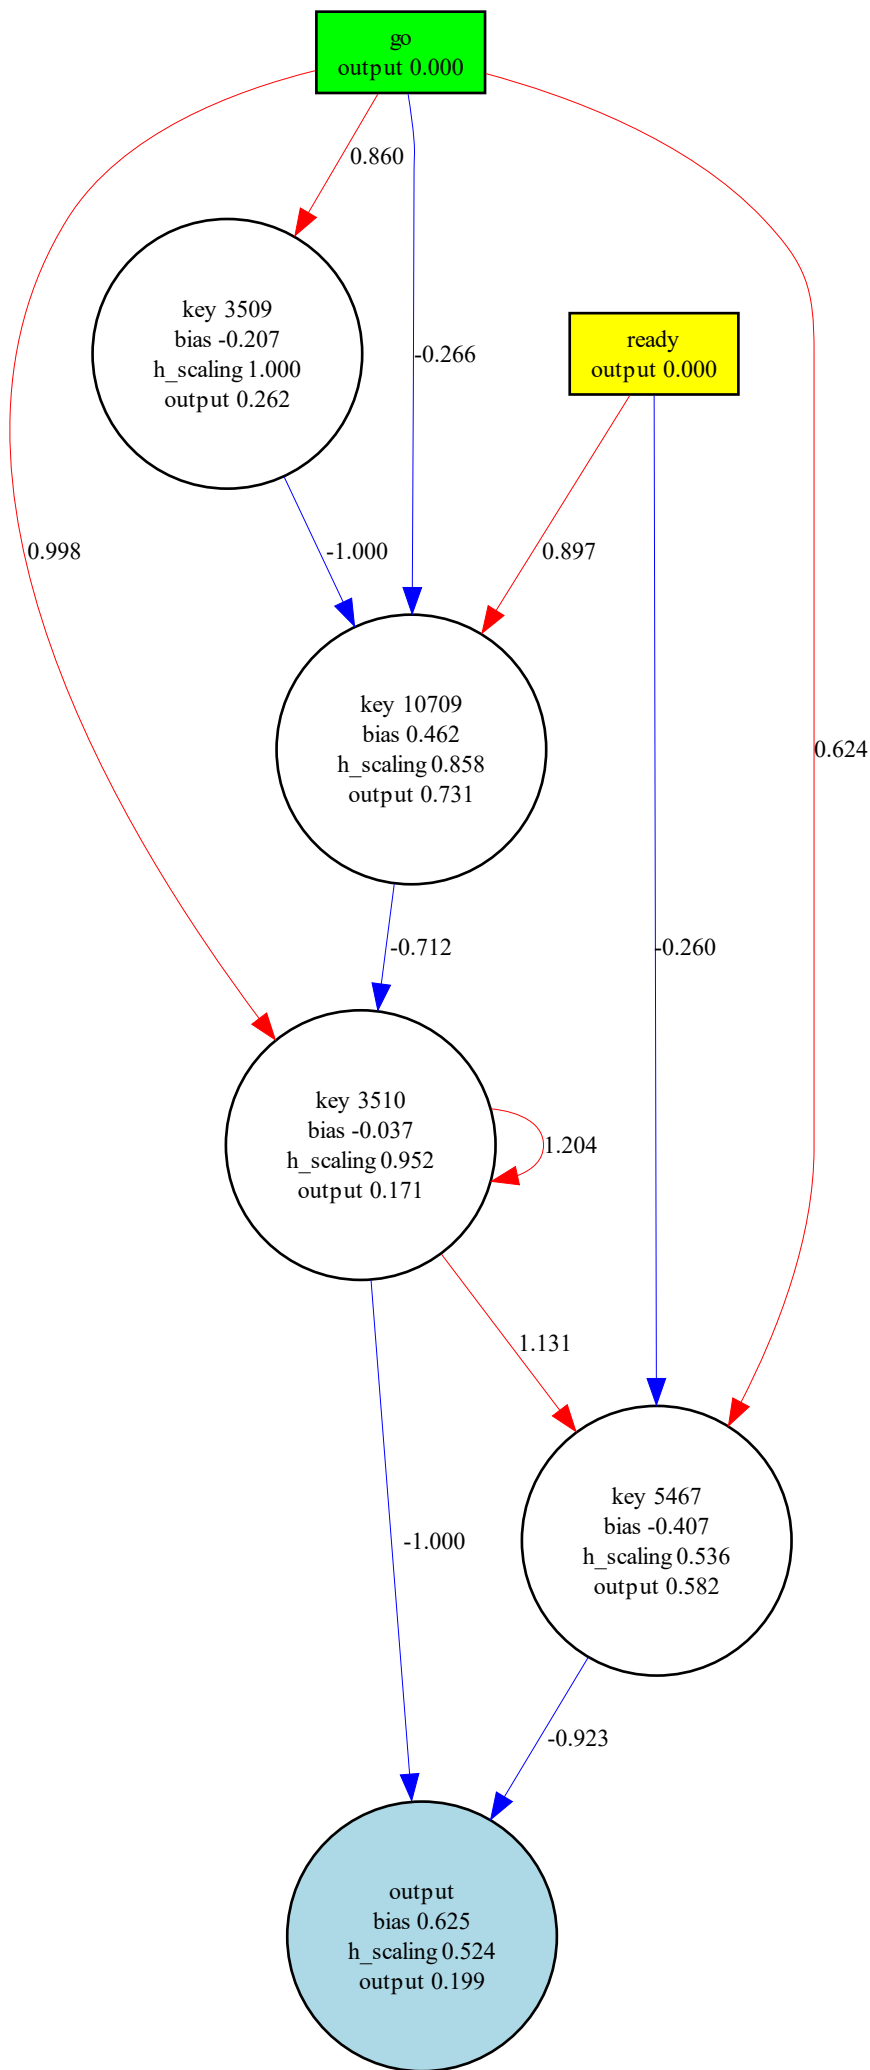 go
output 0.000
0.860
key 3509
bias -0.207
h_scaling 1.000
output 0.262
-0.266
ready
output 0.000
0.998
-1.000
0.897
key 10709
bias 0.462
h_scaling 0.858
output 0.731
0.624
-0.712
-0.260
key 3510
bias -0.037
h_scaling 0.952
output 0.171
1.204
1.131
key 5467
bias -0.407
h_scaling 0.536
output 0.582
-1.000
-0.923
output
bias 0.625
h_scaling 0.524
output 0.199